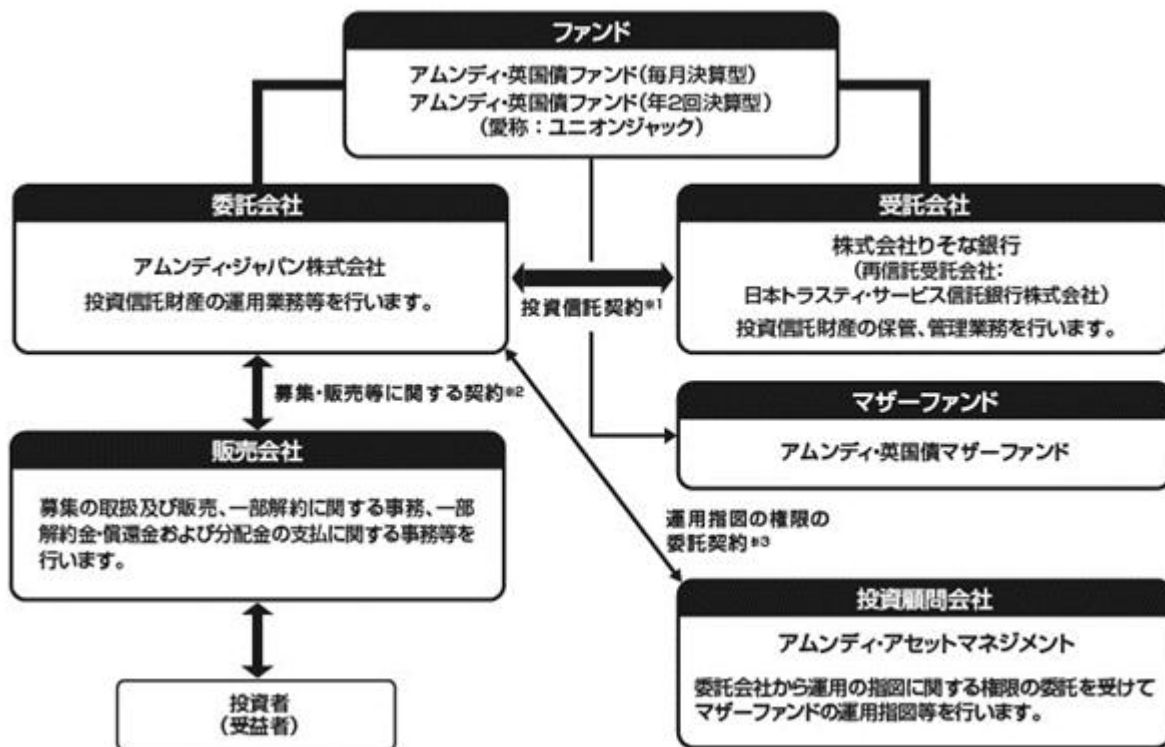 ファンド
アムンディ・英国債ファンド(毎月決算型)
アムンディ・英国債ファンド(年2回決算型)
(愛称：ユニオンジャック)
委託会社
アムンディ・ジャパン株式会社
投資信託財産の運用業務等を行います。
投資信託契約※1
受託会社
株式会社りそな銀行
(再信託受託会社：
日本トラスティ・サービス信託銀行株式会社)
投資信託財産の保管、管理業務を行います。
募集・販売等に関する契約※2
マザーファンド
アムンディ・英国債マザーファンド
販売会社
募集の取扱及び販売、一部解約に関する事務、一部
解約金・償還金および分配金の支払に関する事務等を
行います。
運用指図の権限の
委託契約※3
投資顧問会社
アムンディ・アセットマネジメント
委託会社から運用の指図に関する権限の委託を受けて
マザーファンドの運用指図等を行います。
投資者
(受益者)